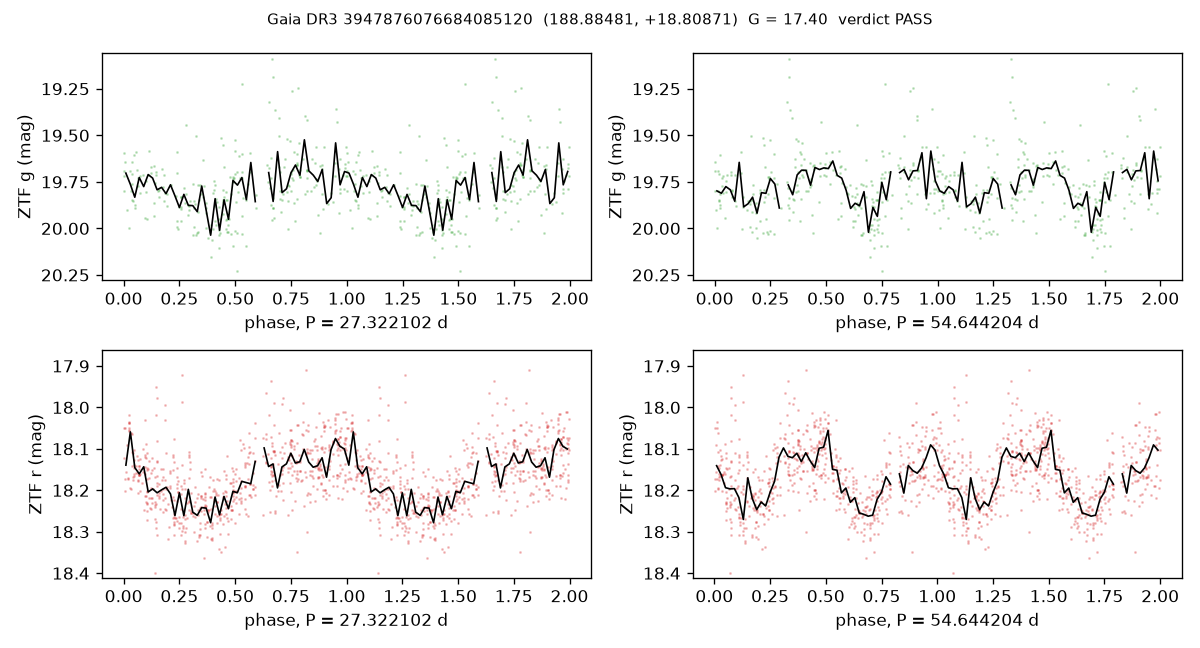 Gaia DR3 3947876076684085120 (188.88481, +18.80871) G = 17.40 verdict PASS
ZTF g (mag)
19.25
19.50
19.75
20.00
20.25
0.00 0.25 0.50 0.75 1.00 1.25 1.50 1.75 2.00
phase, P = 27.322102 d
ZTF g (mag)
19.25
19.50
19.75
20.00
20.25
0.00 0.25 0.50 0.75 1.00 1.25 1.50 1.75 2.00
phase, P = 54.644204 d
ZTF r (mag)
17.9
18.0
18.1
18.2
18.3
18.4
0.00 0.25 0.50 0.75 1.00 1.25 1.50 1.75 2.00
phase, P = 27.322102 d
ZTF r (mag)
17.9
18.0
18.1
18.2
18.3
18.4
0.00 0.25 0.50 0.75 1.00 1.25 1.50 1.75 2.00
phase, P = 54.644204 d